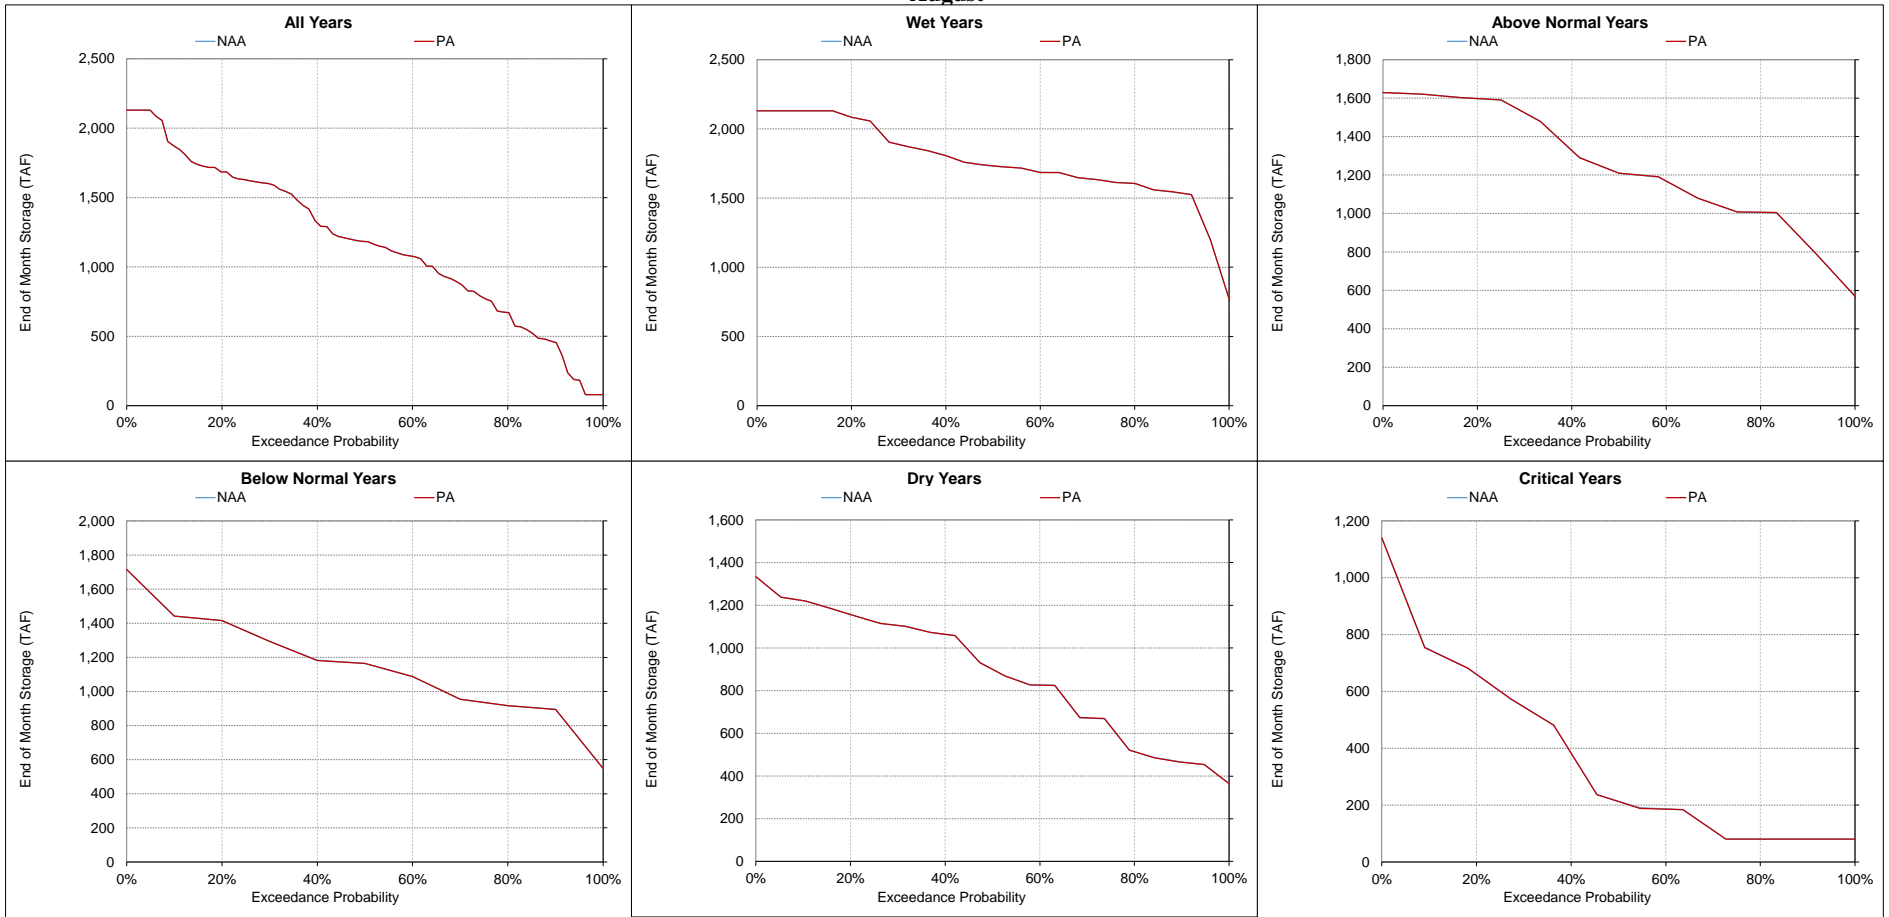 August
All Years
NAA PA
2,500
2,000
1,500
1,000
500
0
End of Month Storage (TAF)
0% 20% 40% 60% 80% 100%
Exceedance Probability
Wet Years
NAA PA
2,500
2,000
1,500
1,000
500
0
End of Month Storage (TAF)
0% 20% 40% 60% 80% 100%
Exceedance Probability
Above Normal Years
NAA PA
1,800
1,600
1,400
1,200
1,000
800
600
400
200
0
End of Month Storage (TAF)
0% 20% 40% 60% 80% 100%
Exceedance Probability
Below Normal Years
NAA PA
2,000
1,800
1,600
1,400
1,200
1,000
800
600
400
200
0
End of Month Storage (TAF)
0% 20% 40% 60% 80% 100%
Exceedance Probability
Dry Years
NAA PA
1,600
1,400
1,200
1,000
800
600
400
200
0
End of Month Storage (TAF)
0% 20% 40% 60% 80% 100%
Exceedance Probability
Critical Years
NAA PA
1,200
1,000
800
600
400
200
0
End of Month Storage (TAF)
0% 20% 40% 60% 80% 100%
Exceedance Probability